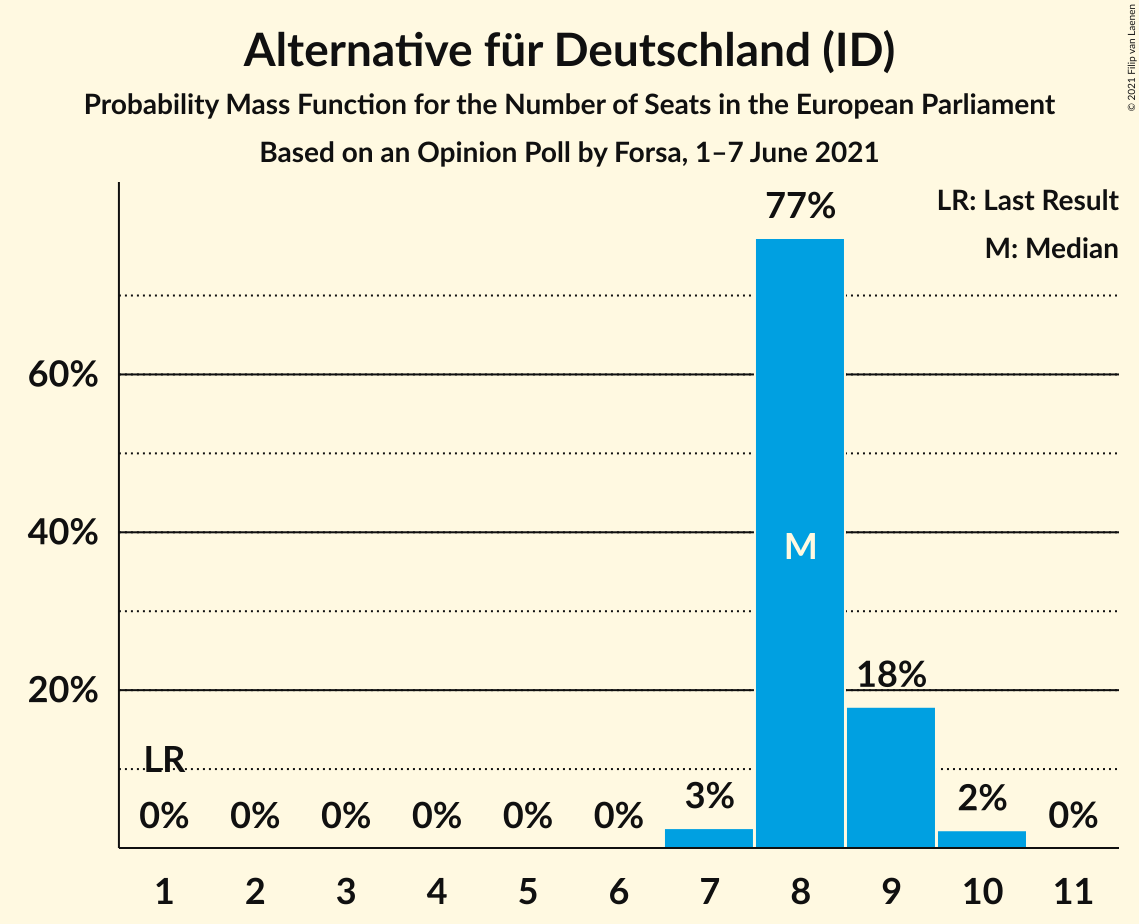 Alternative für Deutschland (ID)
Probability Mass Function for the Number of Seats in the European Parliament
Based on an Opinion Poll by Forsa, 1–7 June 2021
© 2021 Filip van Laenen
LR: Last Result
M: Median
77%
60%
40%
M
20%
18%
LR
0% 0% 0% 0% 0% 0% 3% 2% 0%
1 2 3 4 5 6 7 8 9 10 11